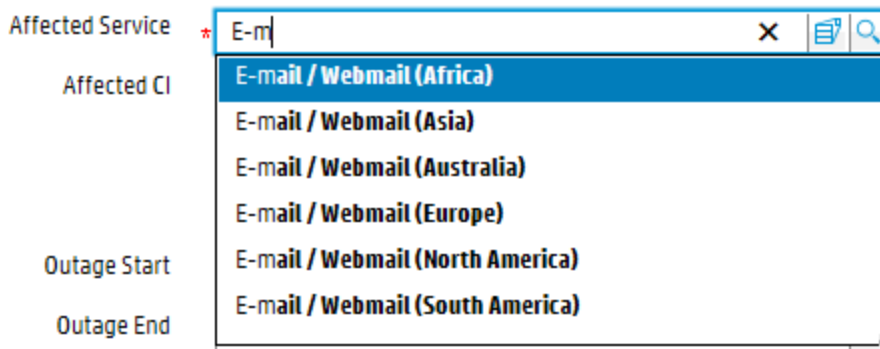 Affected Service * E-m
E-mail / Webmail (Africa)
Affected CI
E-mail / Webmail (Asia)
E-mail / Webmail (Australia)
E-mail / Webmail (Europe)
Outage Start
E-mail / Webmail (North America)
E-mail / Webmail (South America)
Outage End